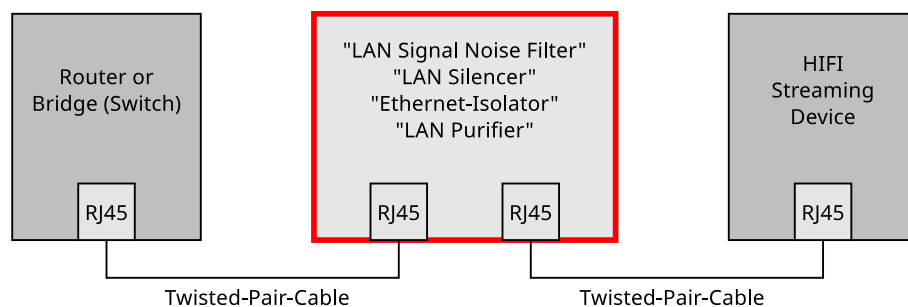 Router or
Bridge (Switch)
RJ45
"LAN Signal Noise Filter"
"LAN Silencer"
"Ethernet-Isolator"
"LAN Purifier"
RJ45
RJ45
HIFI
Streaming
Device
RJ45
Twisted-Pair-Cable
Twisted-Pair-Cable